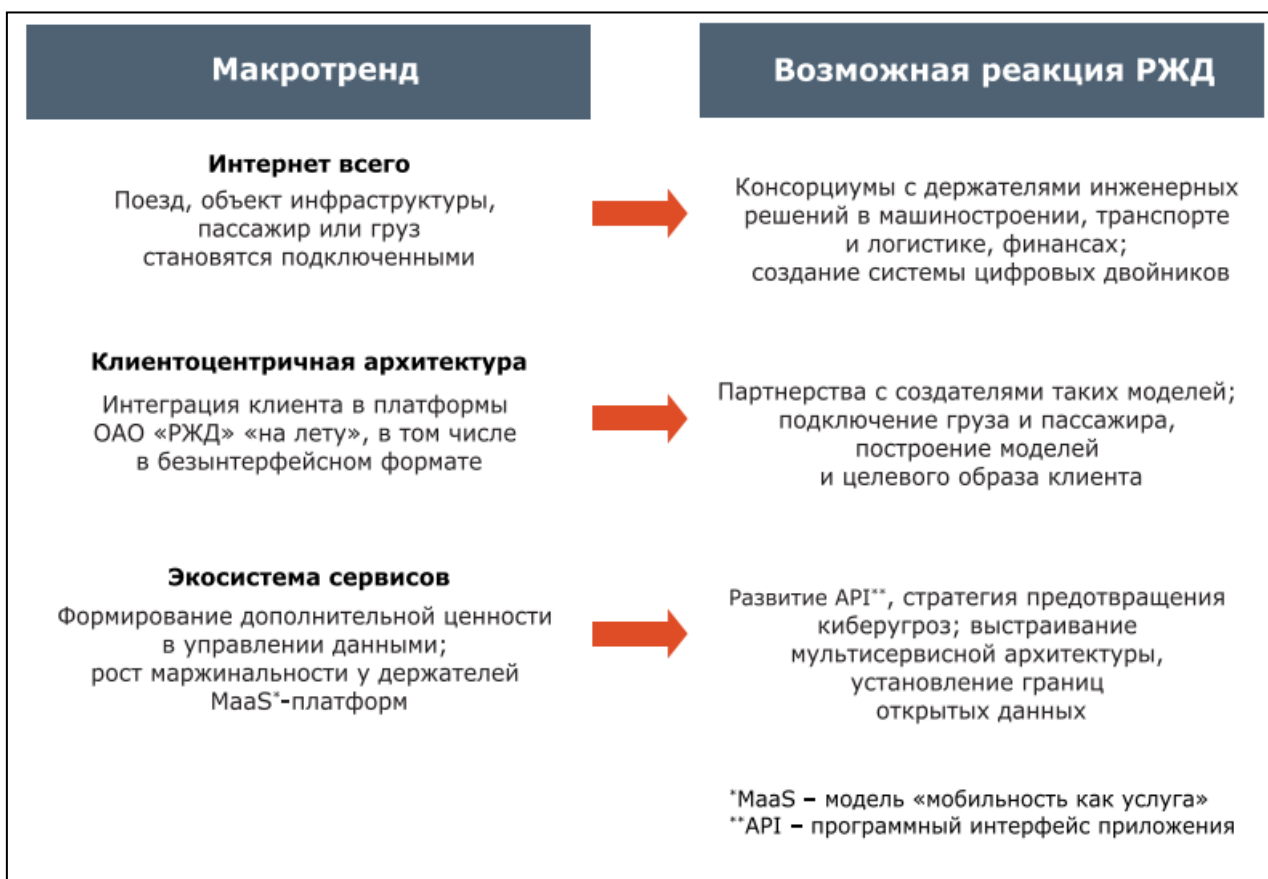 Макротренд
Возможная реакция РЖД
Интернет всего
Поезд, объект инфраструктуры,
пассажир или груз
становятся подключенными
Консорциумы с держателями инженерных
решений в машиностроении, транспорте
и логистике, финансах;
создание системы цифровых двойников
Клиентоцентричная архитектура
Интеграция клиента в платформы
ОАО «РЖД» «на лету», в том числе
в безынтерфейсном формате
Партнерства с создателями таких моделей;
подключение груза и пассажира,
построение моделей
и целевого образа клиента
Экосистема сервисов
Формирование дополнительной ценности
в управлении данными;
рост маржинальности у держателей
MaaS*-платформ
Развитие API**, стратегия предотвращения
киберугроз; выстраивание
мультисервисной архитектуры,
установление границ
открытых данных
*MaaS – модель «мобильность как услуга»
**API – программный интерфейс приложения